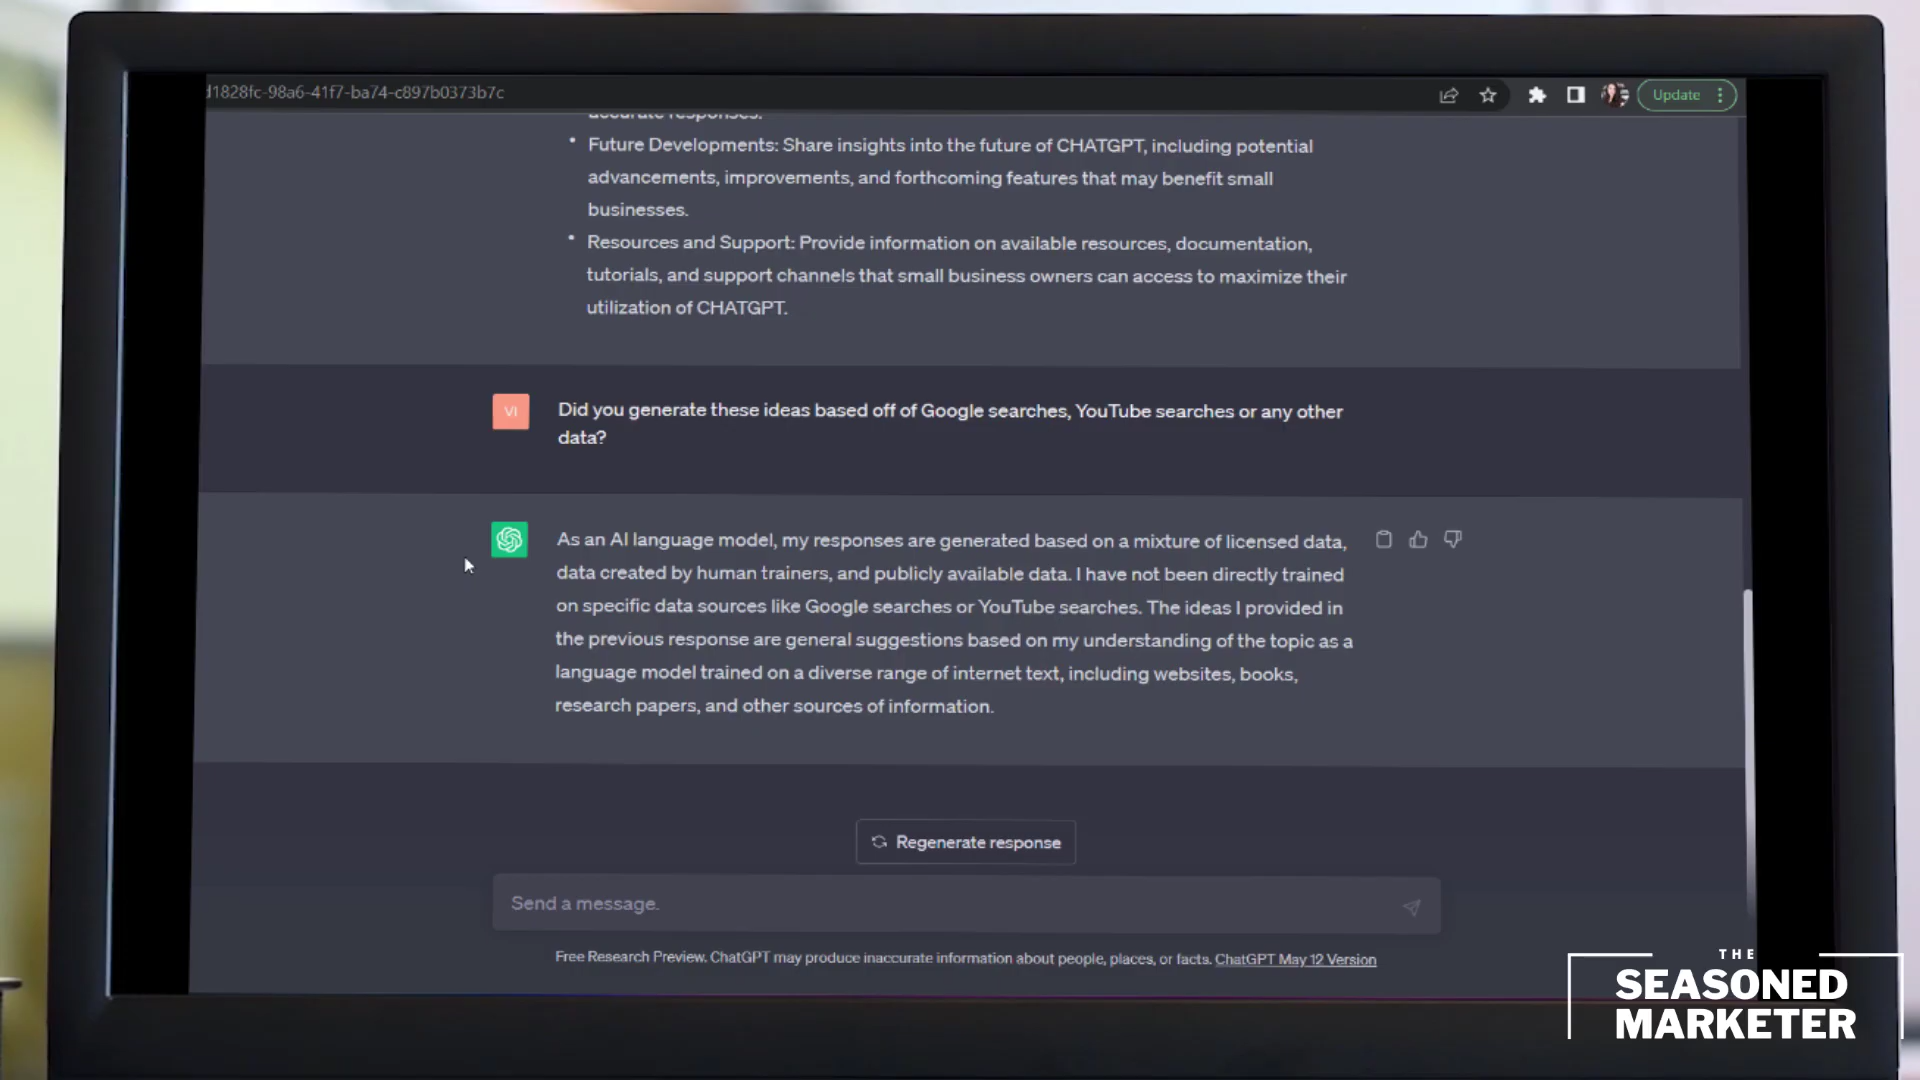 d1828fc-98a6-41f7-ba74-c897b0373b7c
Update
accurate responses.
• Future Developments: Share insights into the future of CHATGPT, including potential
advancements, improvements, and forthcoming features that may benefit small
businesses.
• Resources and Support: Provide information on available resources, documentation,
tutorials, and support channels that small business owners can access to maximize their
utilization of CHATGPT.
VI
Did you generate these ideas based off of Google searches, YouTube searches or any other
data?
As an AI language model, my responses are generated based on a mixture of licensed data,
data created by human trainers, and publicly available data. I have not been directly trained
on specific data sources like Google searches or YouTube searches. The ideas I provided in
the previous response are general suggestions based on my understanding of the topic as a
language model trained on a diverse range of internet text, including websites, books,
research papers, and other sources of information.
Regenerate response
Send a message.
Free Research Preview. ChatGPT may produce inaccurate information about people, places, or facts. ChatGPT May 12 Version
THE
SEASONED
MARKETER